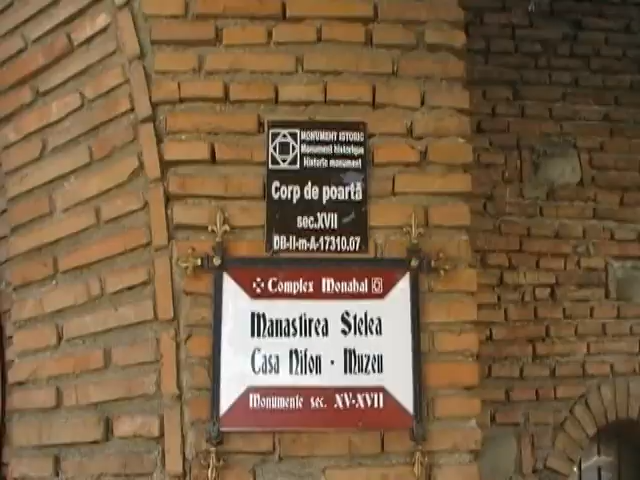 MONUMENT ISTORIC
Monument historique
Historic monument
Corp de poartă
sec.XVII
DB-II-m-A-17310.07
Complex Monahal
Manastirea Stelea
Casa Nifon - Muzeu
Monumente sec. XV-XVII